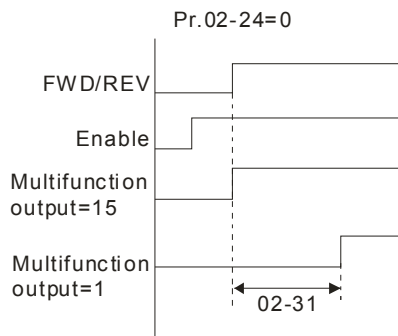 Pr.02-24=0
FWD/REV
Enable
Multifunction
output=15
Multifunction
output=1
02-31